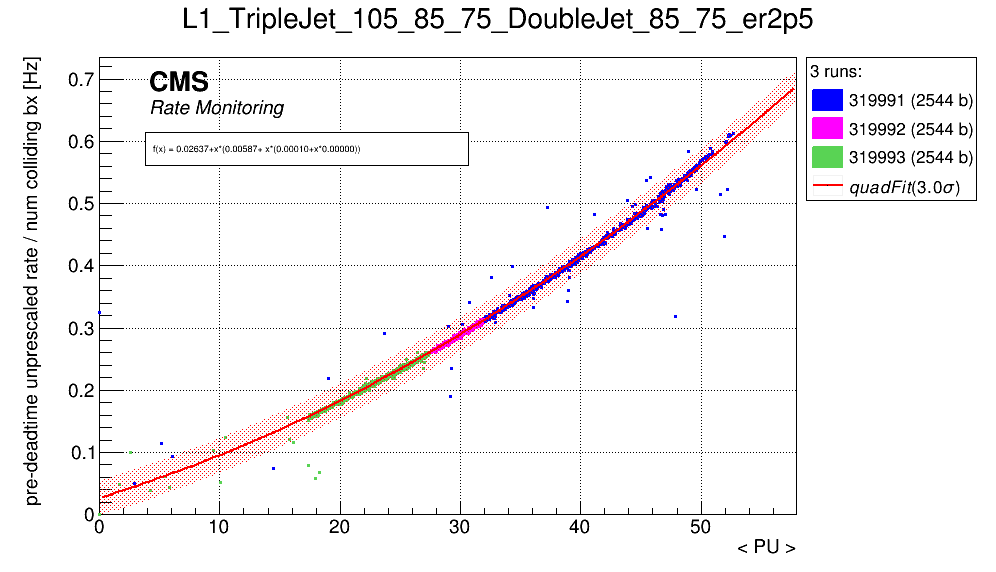 L1_TripleJet_105_85_75_DoubleJet_85_75_er2p5
pre-deadtime unprescaled rate / num colliding bx [Hz]
CMS
Rate Monitoring
f(x) = 0.02637+x*(0.00587+ x*(0.00010+x*0.00000))
0.7
0.6
0.5
0.4
0.3
0.2
0.1
0
0 10 20 30 40 50
< PU >
3 runs:
319991 (2544 b)
319992 (2544 b)
319993 (2544 b)
quadFit(3.0σ)